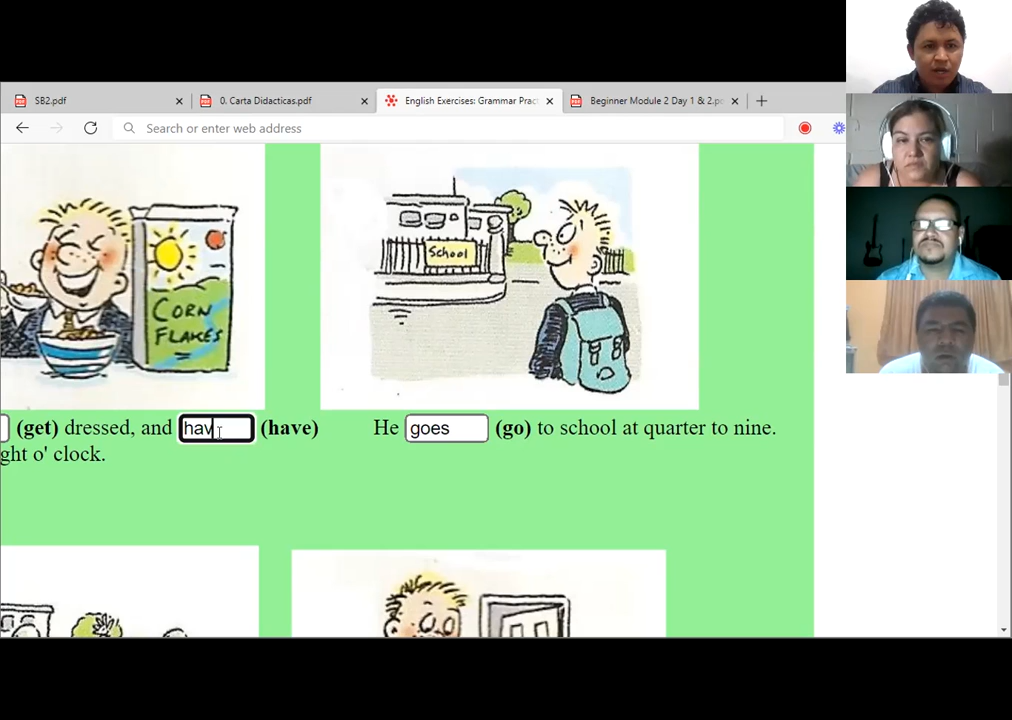 SB2.pdf
0. Carta Didacticas.pdf
English Exercises: Grammar Pract
Beginner Module 2 Day 1 & 2.p
Search or enter web address
CORN
FLAKES
School
(get) dressed, and hav (have)
ght o' clock.
He goes (go) to school at quarter to nine.